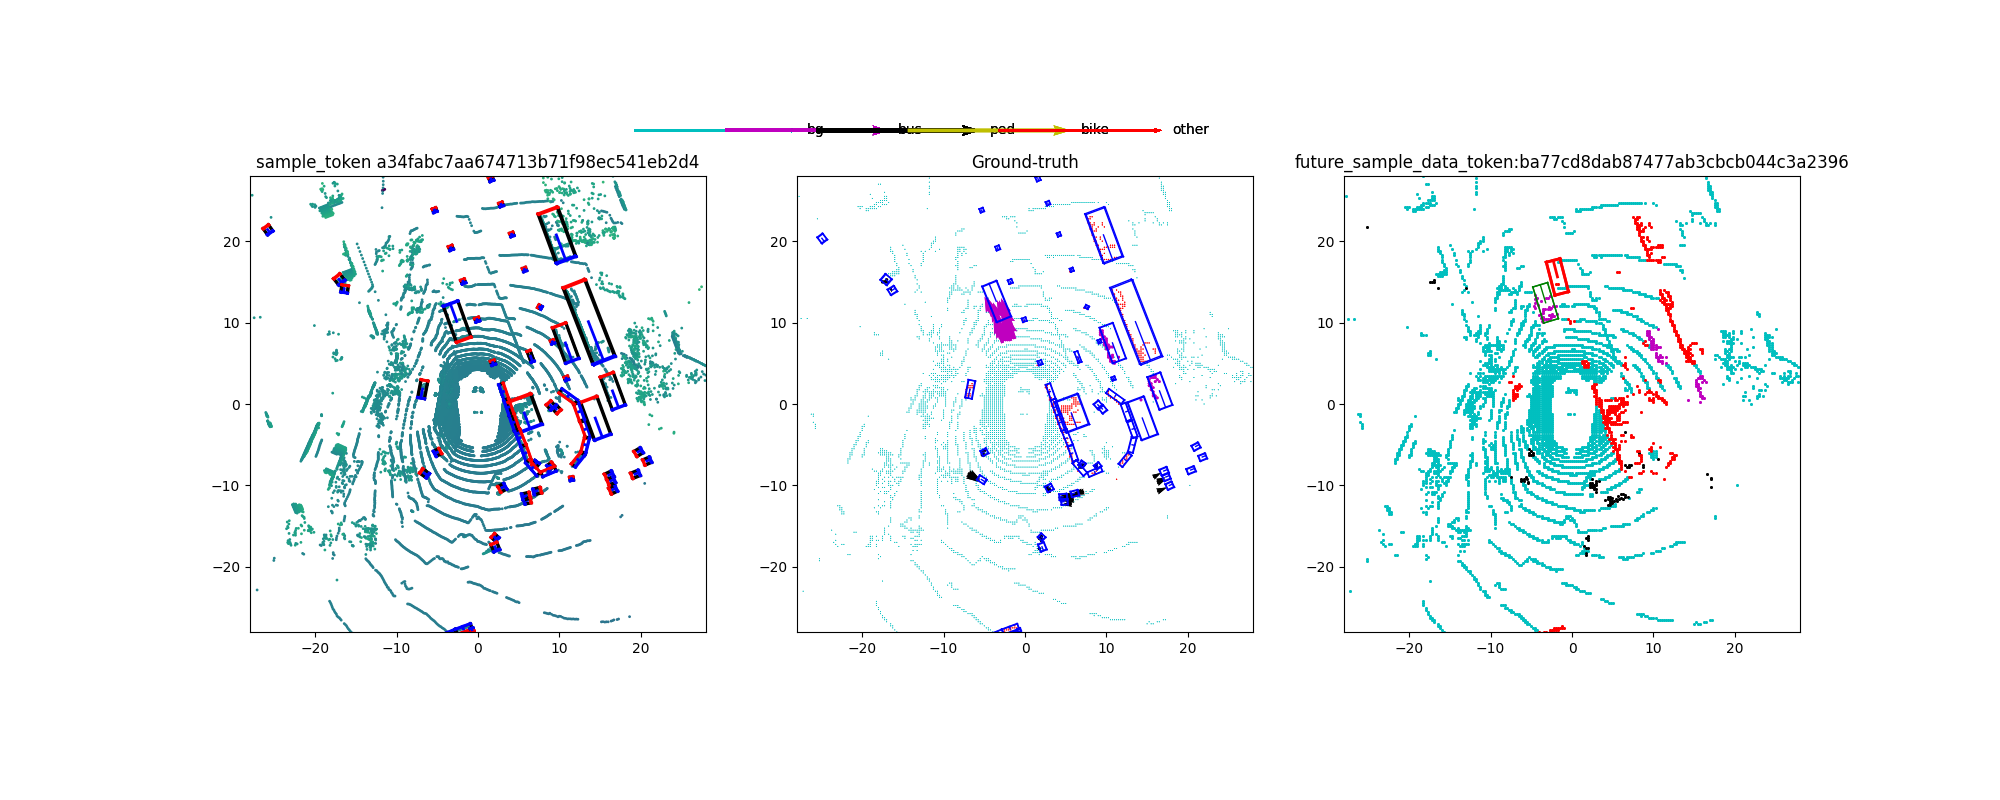 bg bus ped bike other
sample_token a34fabc7aa674713b71f98ec541eb2d4
Ground-truth
future_sample_data_token:ba77cd8dab87477ab3cbcb044c3a2396
20
10
0
−10
−20
−20 −10 0 10 20
20
10
0
−10
−20
−20 −10 0 10 20
20
10
0
−10
−20
−20 −10 0 10 20